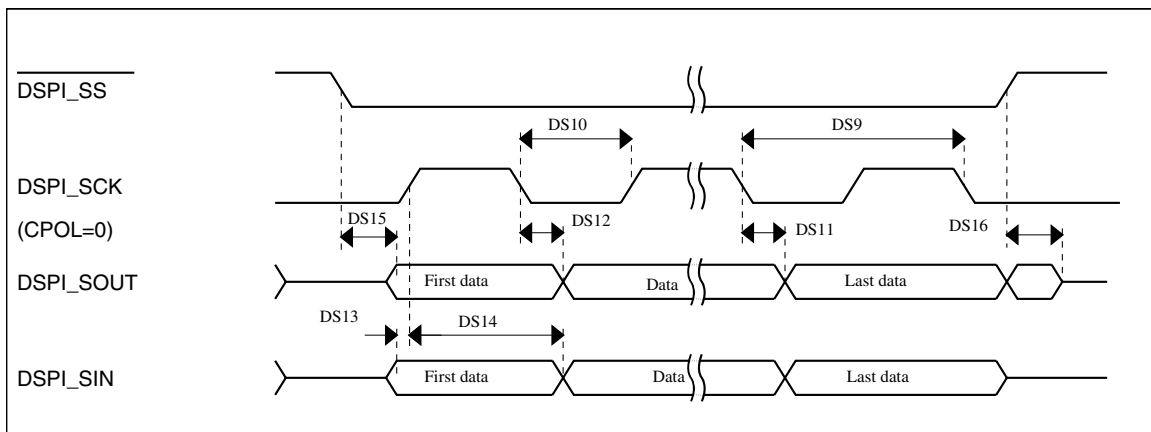 DSPI_SS
DS10
DS9
DSPI_SCK
(CPOL=0)
DS15
DS12
DS11
DS16
DSPI_SOUT
First data
Data
Last data
DS13
DS14
DSPI_SIN
First data
Data
Last data